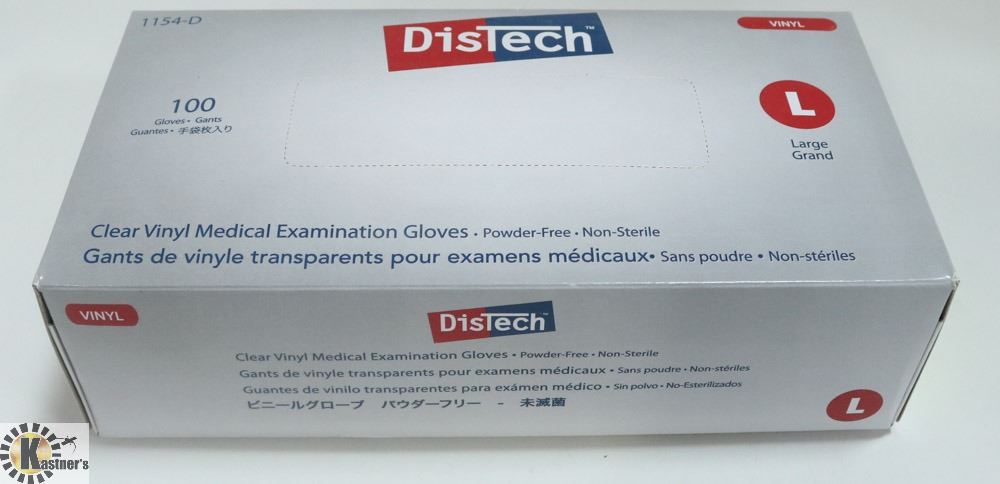 1154-D
DisTech™
VINYL
100
Gloves • Gants
Guantes • 手袋枚入り
L
Large
Grand
Clear Vinyl Medical Examination Gloves • Powder-Free • Non-Sterile
Gants de vinyle transparents pour examens médicaux • Sans poudre • Non-stériles
VINYL
DisTech™
Clear Vinyl Medical Examination Gloves • Powder-Free • Non-Sterile
Gants de vinyle transparents pour examens médicaux • Sans poudre • Non-stériles
Guantes de vinilo transparentes para exámen médico • Sin polvo • No-Esterilizados
ビニールグローブ パウダーフリー - 未滅菌
L
Kastner's